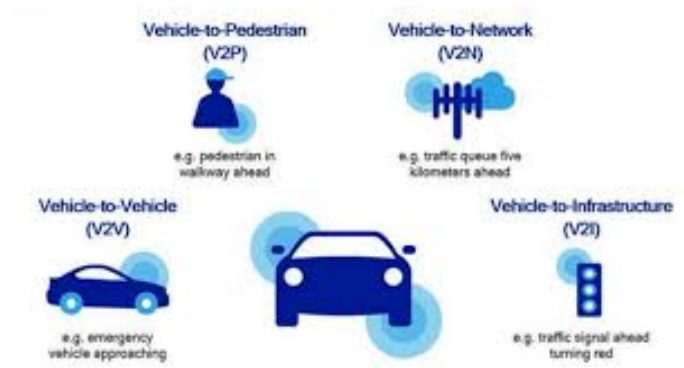 Vehicle-to-Pedestrian
(V2P)
e.g. pedestrian in
walkway ahead
Vehicle-to-Network
(V2N)
e.g. traffic queue five
kilometers ahead
Vehicle-to-Vehicle
(V2V)
e.g. emergency
vehicle approaching
Vehicle-to-Infrastructure
(V2I)
e.g. traffic signal ahead
turning red